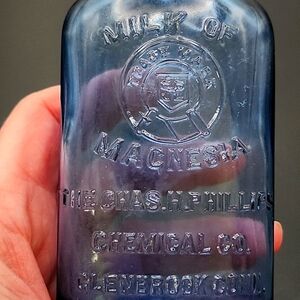 MILK OF
TRADE MARK
MAGNESIA
THE CHAS. H. PHILLIPS
CHEMICAL CO.
GLENBROOK CONN.